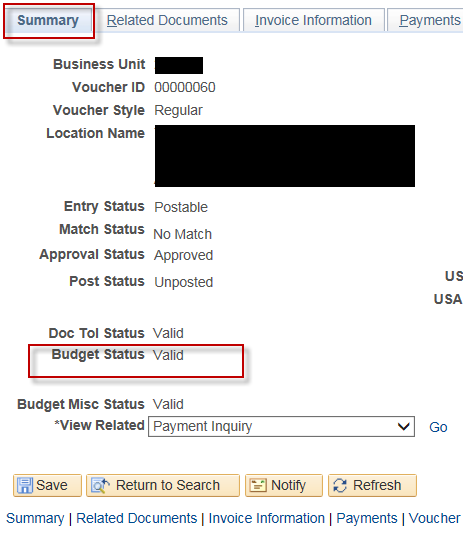 Summary Related Documents Invoice Information Payments
Business Unit
Voucher ID 00000060
Voucher Style Regular
Location Name
Entry Status Postable
Match Status No Match
Approval Status Approved
Post Status Unposted
US
USA
Doc Tol Status Valid
Budget Status Valid
Budget Misc Status Valid
*View Related Payment Inquiry Go
Save Return to Search Notify Refresh
Summary | Related Documents | Invoice Information | Payments | Voucher